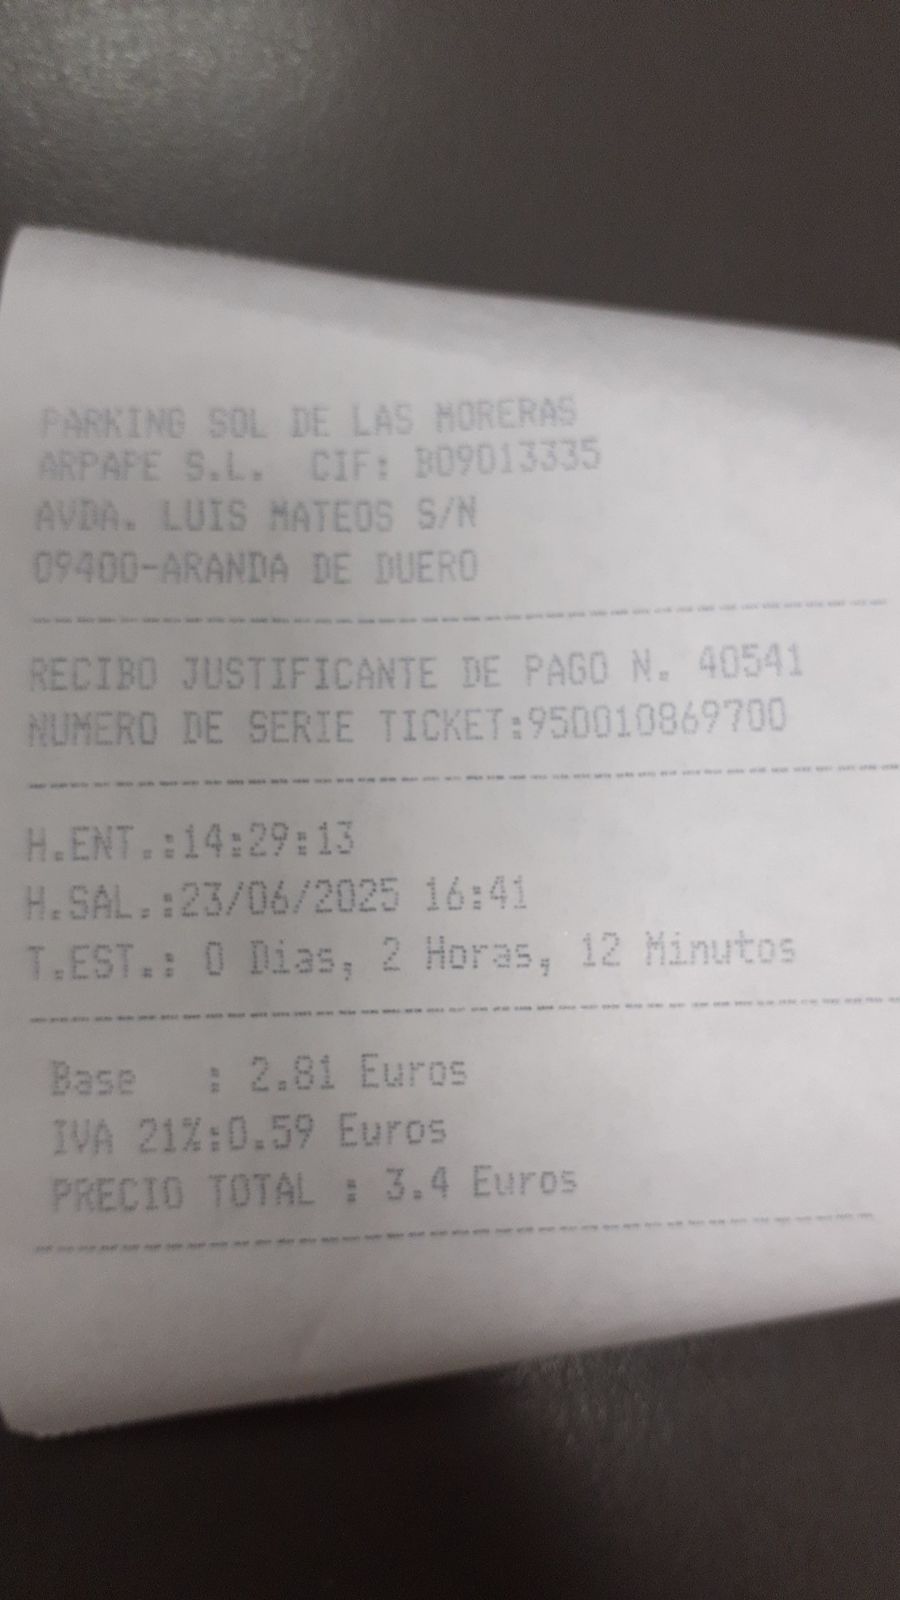 PARKING SOL DE LAS MORERAS
ARPAPE S.L. CIF: B09013335
AVDA. LUIS MATEOS S/N
09400-ARANDA DE DUERO
RECIBO JUSTIFICANTE DE PAGO N. 40541
NUMERO DE SERIE TICKET:950010869700
H.ENT.:14:29:13
H.SAL.:23/06/2025 16:41
T.EST.: 0 Dias, 2 Horas, 12 Minutos
Base : 2.81 Euros
IVA 21%:0.59 Euros
PRECIO TOTAL : 3.4 Euros